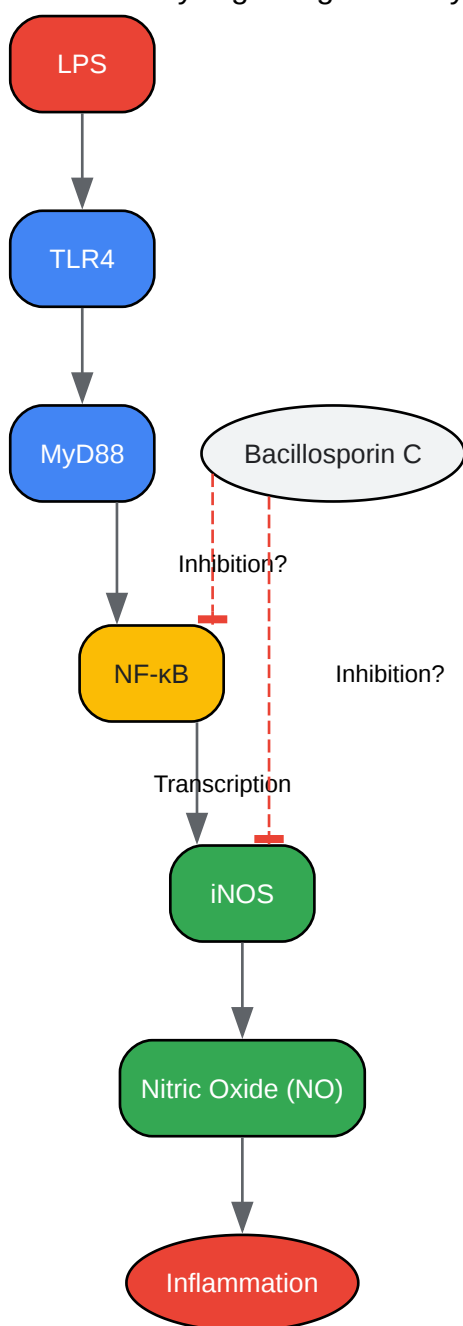 LPS
TLR4
MyD88
Bacillosporin C
Inhibition?
NF-κB
Inhibition?
Transcription
iNOS
Nitric Oxide (NO)
Inflammation